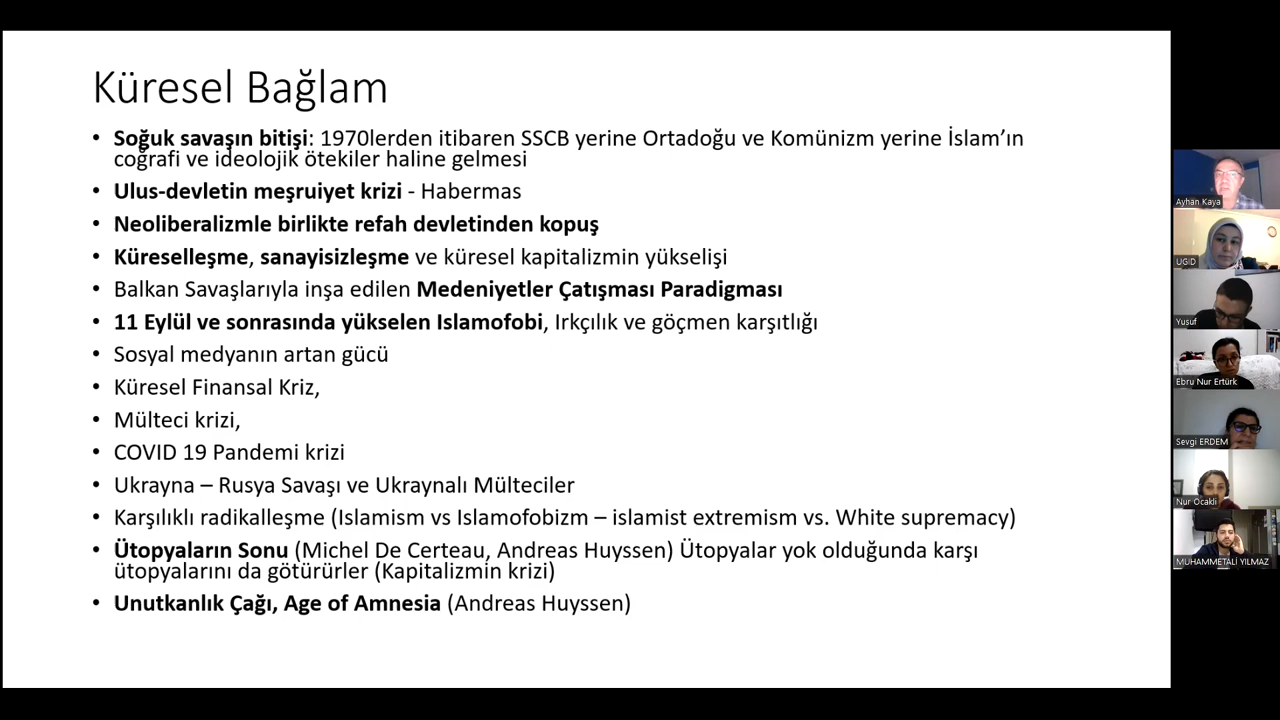 Küresel Bağlam
• Soğuk savaşın bitişi: 1970lerden itibaren SSCB yerine Ortadoğu ve Komünizm yerine İslam’ın
coğrafi ve ideolojik ötekiler haline gelmesi
• Ulus-devletin meşruiyet krizi - Habermas
• Neoliberalizmle birlikte refah devletinden kopuş
• Küreselleşme, sanayisizleşme ve küresel kapitalizmin yükselişi
• Balkan Savaşlarıyla inşa edilen Medeniyetler Çatışması Paradigması
• 11 Eylül ve sonrasında yükselen Islamofobi, Irkçılık ve göçmen karşıtlığı
• Sosyal medyanın artan gücü
• Küresel Finansal Kriz,
• Mülteci krizi,
• COVID 19 Pandemi krizi
• Ukrayna – Rusya Savaşı ve Ukraynalı Mülteciler
• Karşılıklı radikalleşme (Islamism vs Islamofobizm – islamist extremism vs. White supremacy)
• Ütopyaların Sonu (Michel De Certeau, Andreas Huyssen) Ütopyalar yok olduğunda karşı
ütopyalarını da götürürler (Kapitalizmin krizi)
• Unutkanlık Çağı, Age of Amnesia (Andreas Huyssen)
Ayhan Kaya
UGİD
Yusuf
Ebru Nur Ertürk
Sevgi ERDEM
Nur Ocakli
MUHAMMETALİ YILMAZ